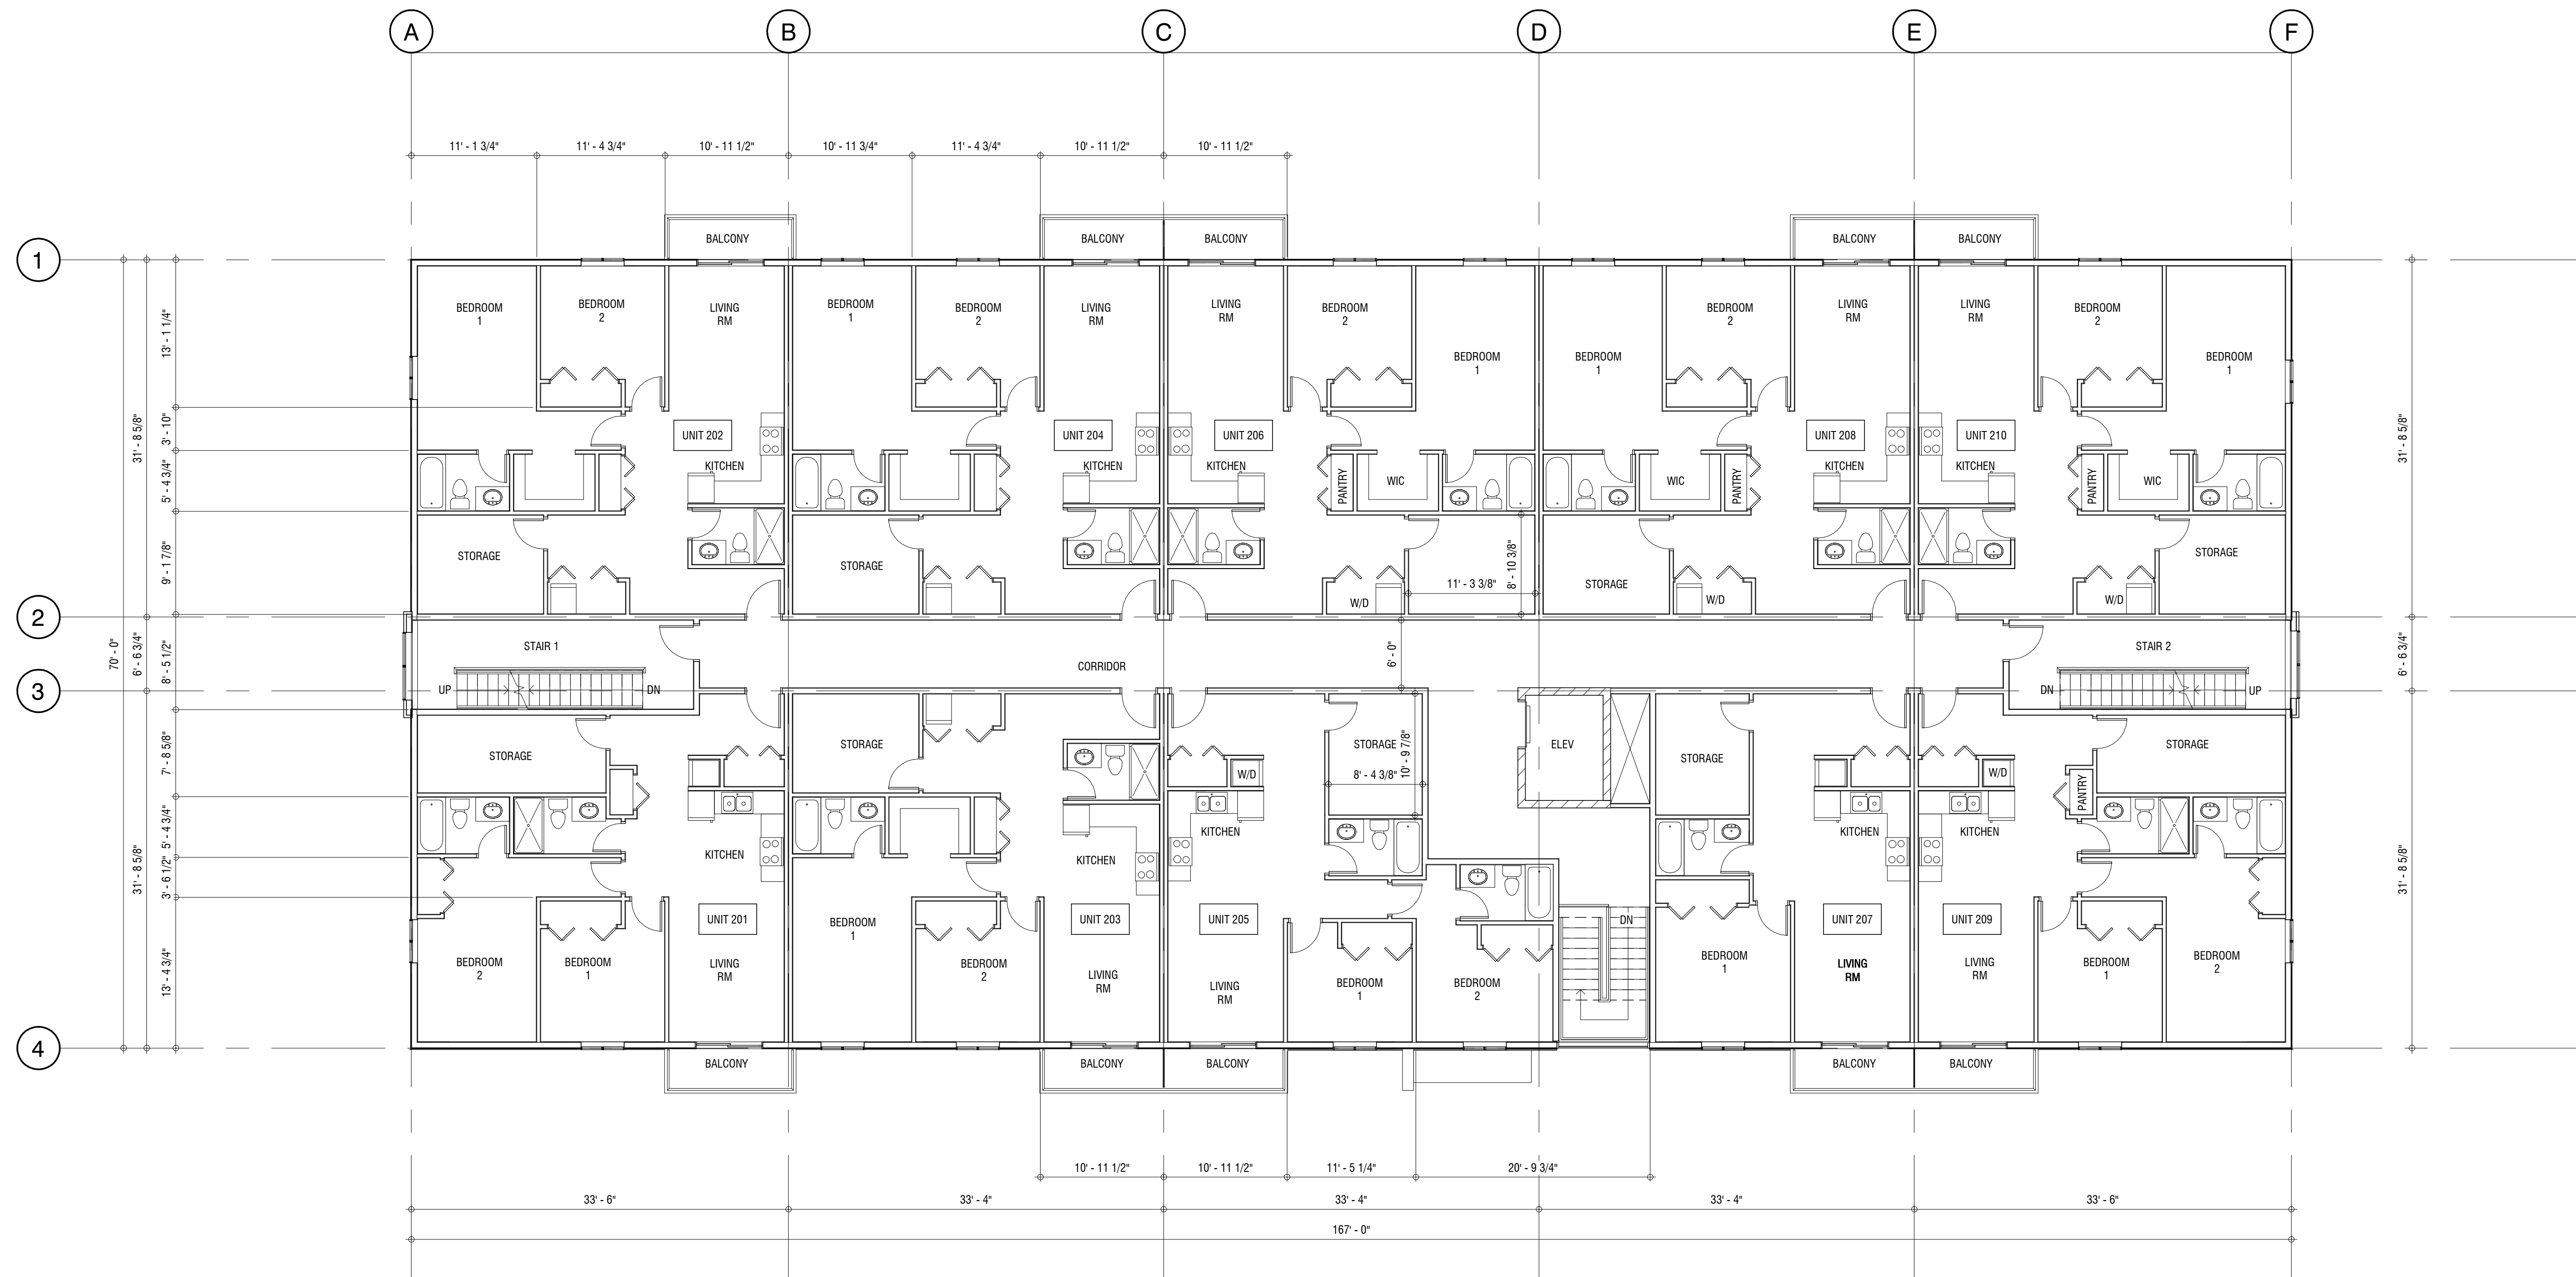 A
B
C
D
E
F
11' - 1 3/4"
11' - 4 3/4"
10' - 11 1/2"
10' - 11 3/4"
11' - 4 3/4"
10' - 11 1/2"
10' - 11 1/2"
BALCONY
BALCONY
BALCONY
BALCONY
BALCONY
1
2
3
4
70' - 0"
31' - 8 5/8"
6' - 6 3/4"
31' - 8 5/8"
13' - 1 1/4"
3' - 10"
5' - 4 3/4"
9' - 1 7/8"
8' - 5 1/2"
7' - 8 5/8"
5' - 4 3/4"
3' - 6 1/2"
13' - 4 3/4"
BEDROOM
1
BEDROOM
2
LIVING
RM
UNIT 202
KITCHEN
STORAGE
BEDROOM
1
BEDROOM
2
LIVING
RM
UNIT 204
KITCHEN
STORAGE
LIVING
RM
BEDROOM
2
BEDROOM
1
UNIT 206
KITCHEN
PANTRY
WIC
W/D
11' - 3 3/8"
8' - 10 3/8"
BEDROOM
1
BEDROOM
2
LIVING
RM
UNIT 208
KITCHEN
WIC
PANTRY
STORAGE
W/D
LIVING
RM
BEDROOM
2
BEDROOM
1
UNIT 210
KITCHEN
PANTRY
WIC
STORAGE
W/D
31' - 8 5/8"
6' - 6 3/4"
31' - 8 5/8"
STAIR 1
UP
DN
CORRIDOR
6' - 0"
STAIR 2
DN
UP
STORAGE
KITCHEN
UNIT 201
BEDROOM
2
BEDROOM
1
LIVING
RM
STORAGE
KITCHEN
UNIT 203
BEDROOM
1
BEDROOM
2
LIVING
RM
STORAGE
10' - 9 7/8"
8' - 4 3/8"
W/D
KITCHEN
UNIT 205
LIVING
RM
BEDROOM
1
BEDROOM
2
ELEV
DN
STORAGE
KITCHEN
UNIT 207
BEDROOM
1
LIVING
RM
W/D
STORAGE
PANTRY
KITCHEN
UNIT 209
LIVING
RM
BEDROOM
1
BEDROOM
2
BALCONY
BALCONY
BALCONY
BALCONY
BALCONY
10' - 11 1/2"
10' - 11 1/2"
11' - 5 1/4"
20' - 9 3/4"
33' - 6"
33' - 4"
33' - 4"
33' - 4"
33' - 6"
167' - 0"